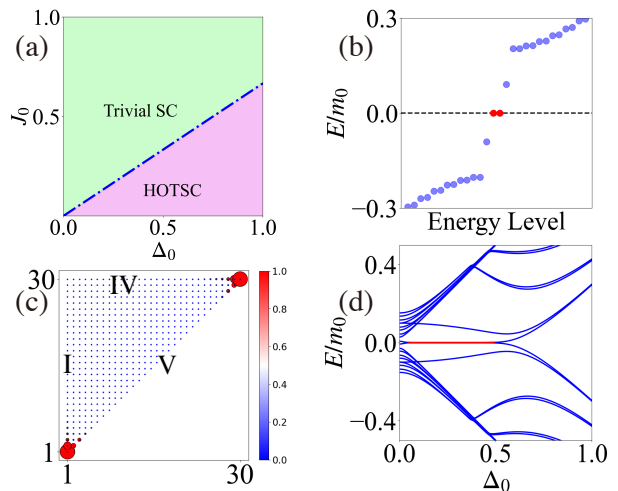 (a)
1.0
0.5
J₀
Trivial SC
HOTSC
0.0
0.5
1.0
Δ₀
(b)
0.3
0.0
−0.3
E/m₀
Energy Level
(c)
30
1
IV
I
V
1
30
1.0
0.8
0.6
0.4
0.2
0.0
(d)
0.4
0.0
−0.4
E/m₀
0.0
0.5
1.0
Δ₀